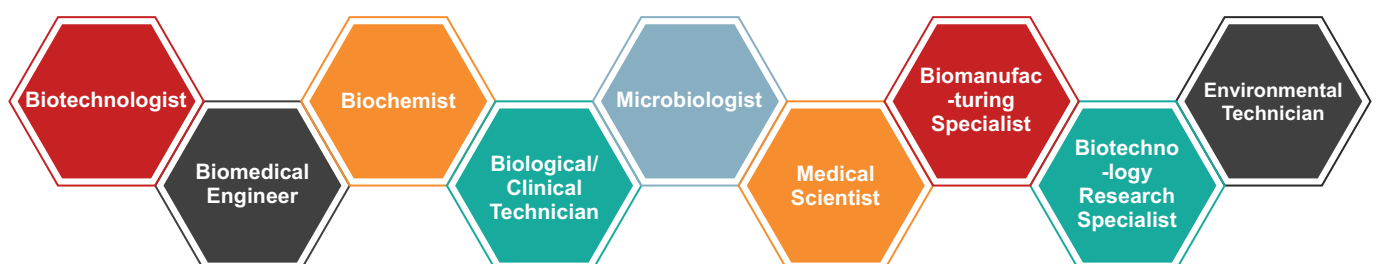 Biotechnologist
Biomedical
Engineer
Biochemist
Biological/
Clinical
Technician
Microbiologist
Medical
Scientist
Biomanufac
-turing
Specialist
Biotechno
-logy
Research
Specialist
Environmental
Technician